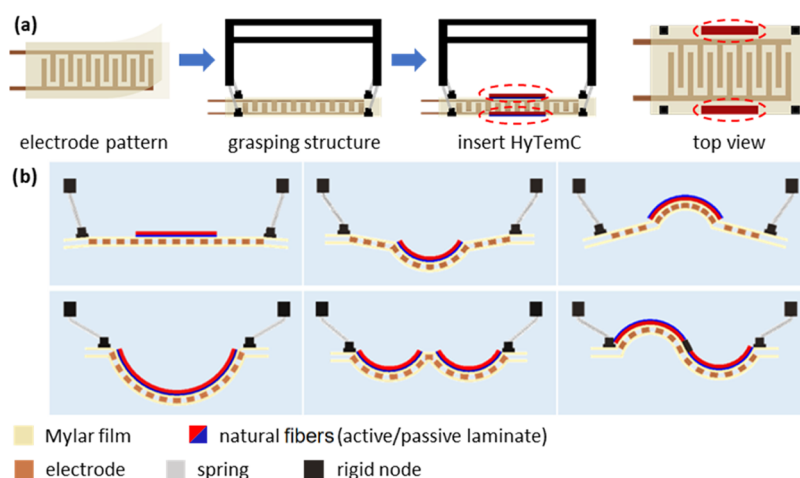 (a)
electrode pattern
grasping structure
insert HyTemC
top view
(b)
Mylar film
natural fibers (active/passive laminate)
electrode
spring
rigid node